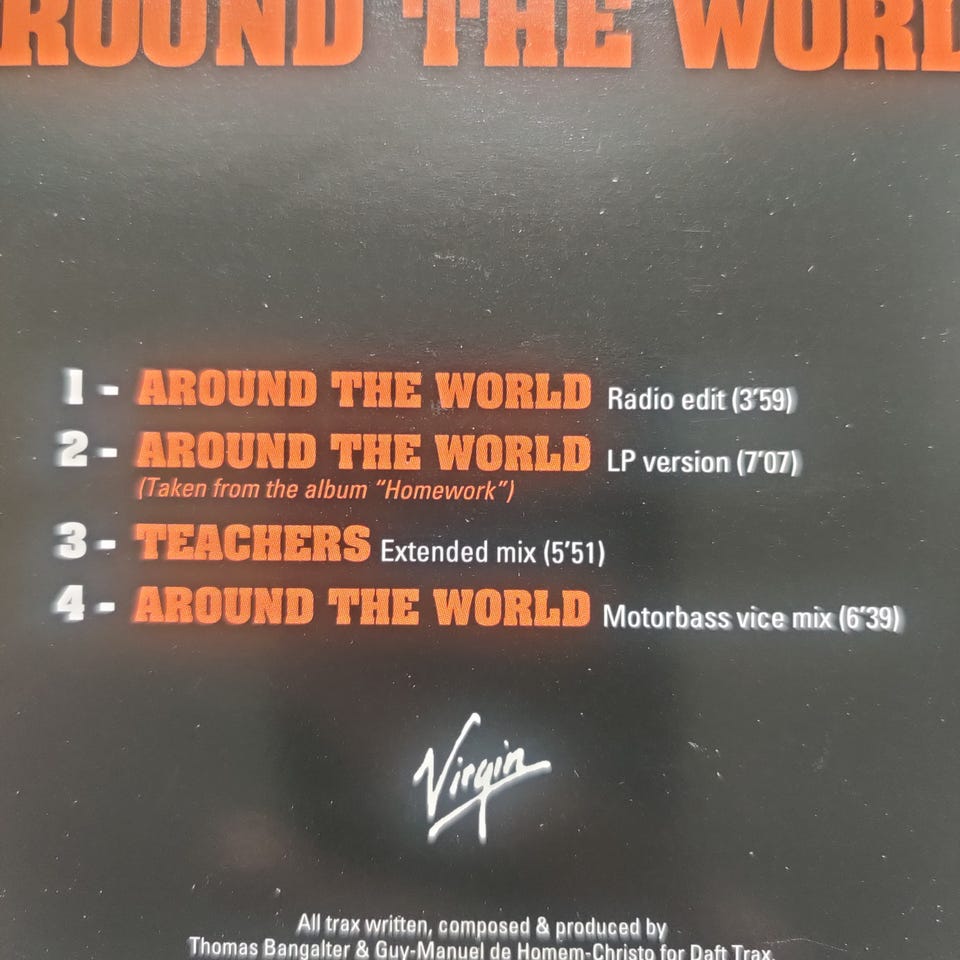 AROUND THE WORLD
1 - AROUND THE WORLD Radio edit (3'59)
2 - AROUND THE WORLD LP version (7'07)
(Taken from the album "Homework")
3 - TEACHERS Extended mix (5'51)
4 - AROUND THE WORLD Motorbass vice mix (6'39)
Virgin
All trax written, composed & produced by
Thomas Bangalter & Guy-Manuel de Homem-Christo for Daft Trax.